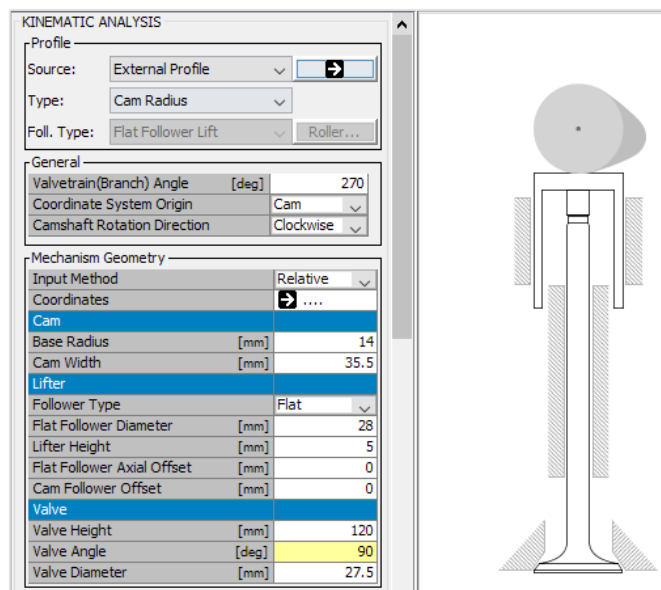 KINEMATIC ANALYSIS
Profile
Source: External Profile
Type: Cam Radius
Foll. Type: Flat Follower Lift Roller...
General
Valvetrain(Branch) Angle [deg] 270
Coordinate System Origin Cam
Camshaft Rotation Direction Clockwise
Mechanism Geometry
Input Method Relative
Coordinates ....
Cam
Base Radius [mm] 14
Cam Width [mm] 35.5
Lifter
Follower Type Flat
Flat Follower Diameter [mm] 28
Lifter Height [mm] 5
Flat Follower Axial Offset [mm] 0
Cam Follower Offset [mm] 0
Valve
Valve Height [mm] 120
Valve Angle [deg] 90
Valve Diameter [mm] 27.5